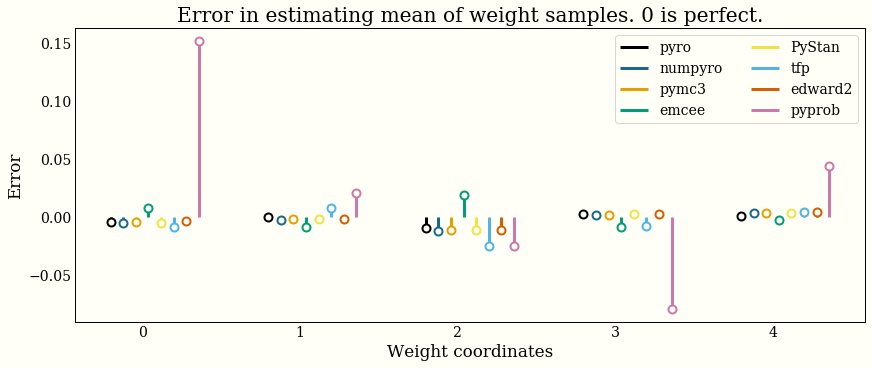 Error in estimating mean of weight samples. 0 is perfect.
0.15
0.10
0.05
0.00
−0.05
Error
pyro
numpyro
pymc3
emcee
PyStan
tfp
edward2
pyprob
0 1 2 3 4
Weight coordinates